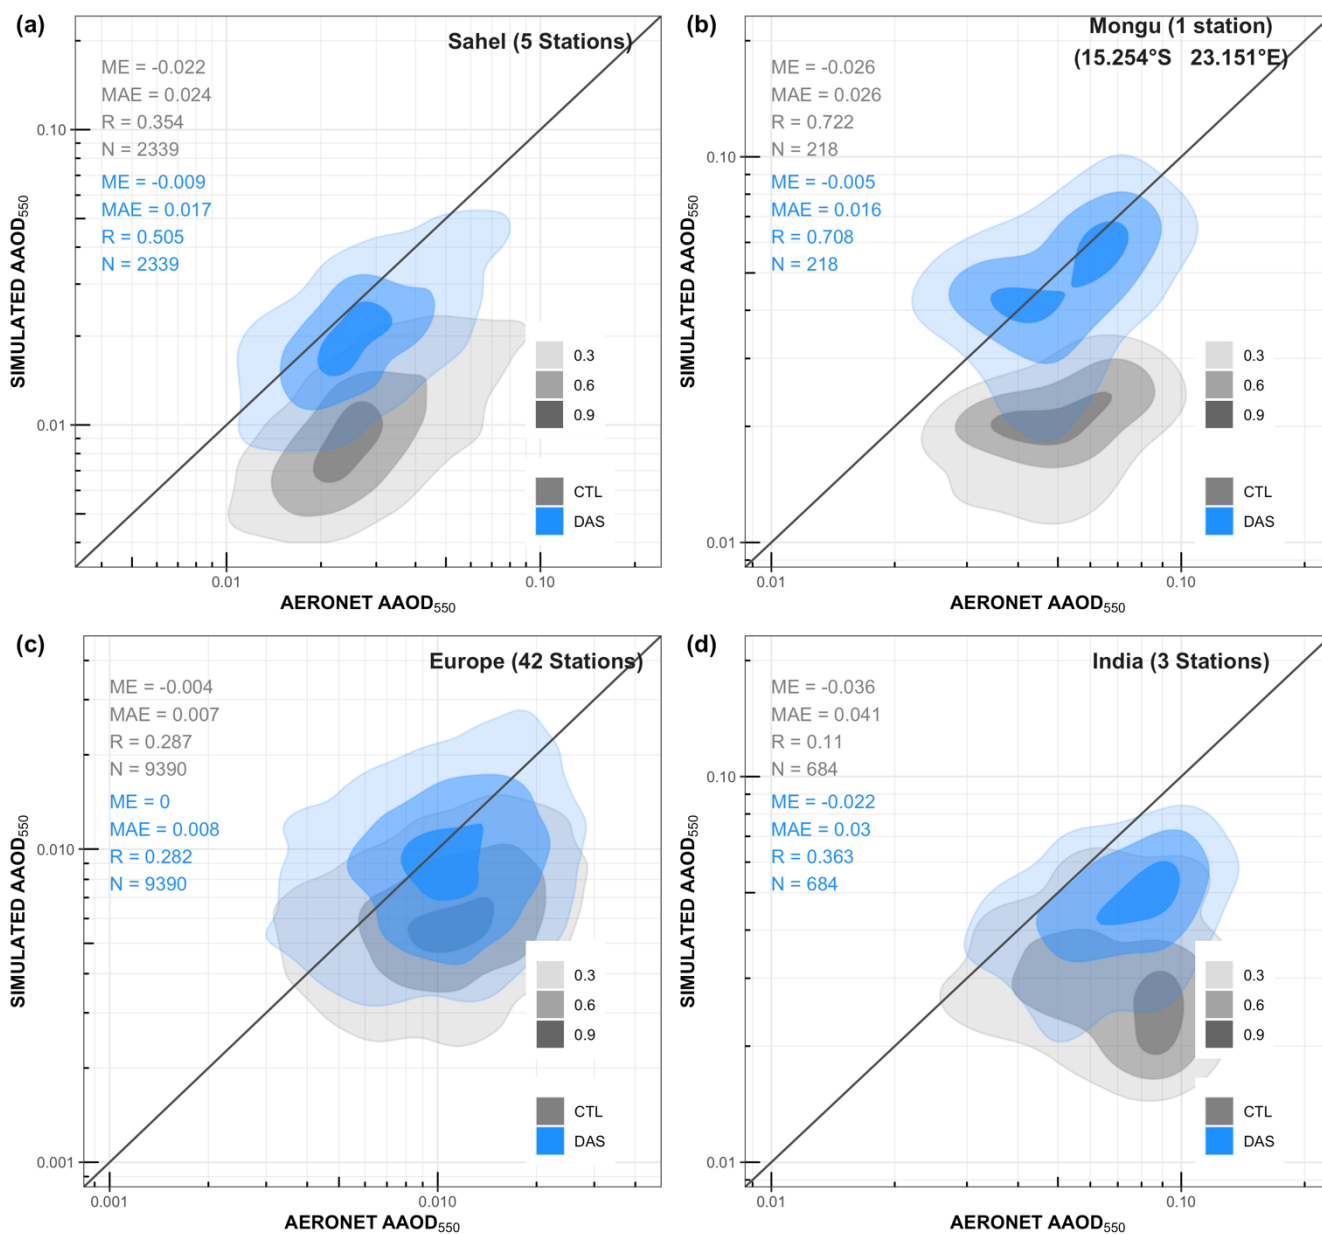 (a)
Sahel (5 Stations)
ME = -0.022
MAE = 0.024
R = 0.354
N = 2339
ME = -0.009
MAE = 0.017
R = 0.505
N = 2339
0.10
0.01
SIMULATED AAOD550
0.3
0.6
0.9
CTL
DAS
0.01
0.10
AERONET AAOD550
(b)
Mongu (1 station)
(15.254°S 23.151°E)
ME = -0.026
MAE = 0.026
R = 0.722
N = 218
ME = -0.005
MAE = 0.016
R = 0.708
N = 218
0.10
0.01
SIMULATED AAOD550
0.3
0.6
0.9
CTL
DAS
0.01
0.10
AERONET AAOD550
(c)
Europe (42 Stations)
ME = -0.004
MAE = 0.007
R = 0.287
N = 9390
ME = 0
MAE = 0.008
R = 0.282
N = 9390
0.010
0.001
SIMULATED AAOD550
0.3
0.6
0.9
CTL
DAS
0.001
0.010
AERONET AAOD550
(d)
India (3 Stations)
ME = -0.036
MAE = 0.041
R = 0.11
N = 684
ME = -0.022
MAE = 0.03
R = 0.363
N = 684
0.10
0.01
SIMULATED AAOD550
0.3
0.6
0.9
CTL
DAS
0.01
0.10
AERONET AAOD550